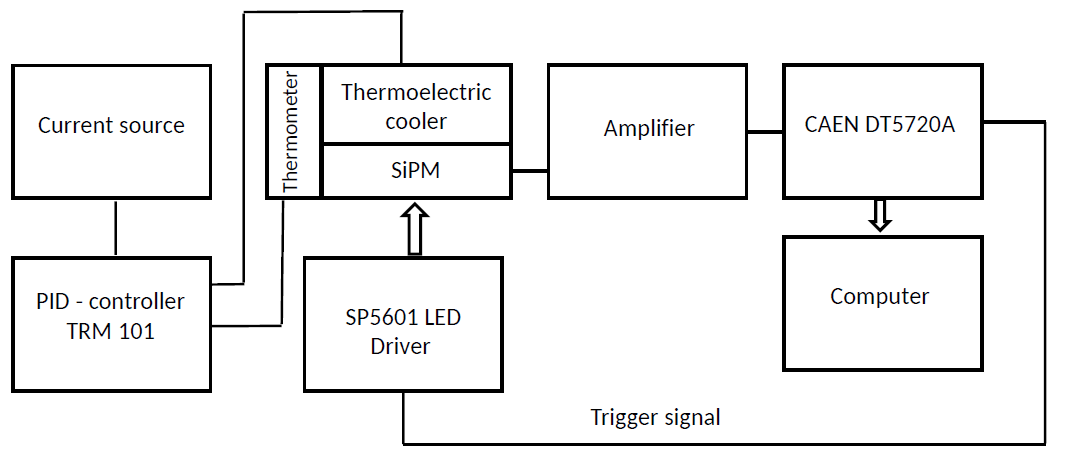 Current source
Thermometer
Thermoelectric
cooler
SiPM
Amplifier
CAEN DT5720A
PID - controller
TRM 101
SP5601 LED
Driver
Computer
Trigger signal